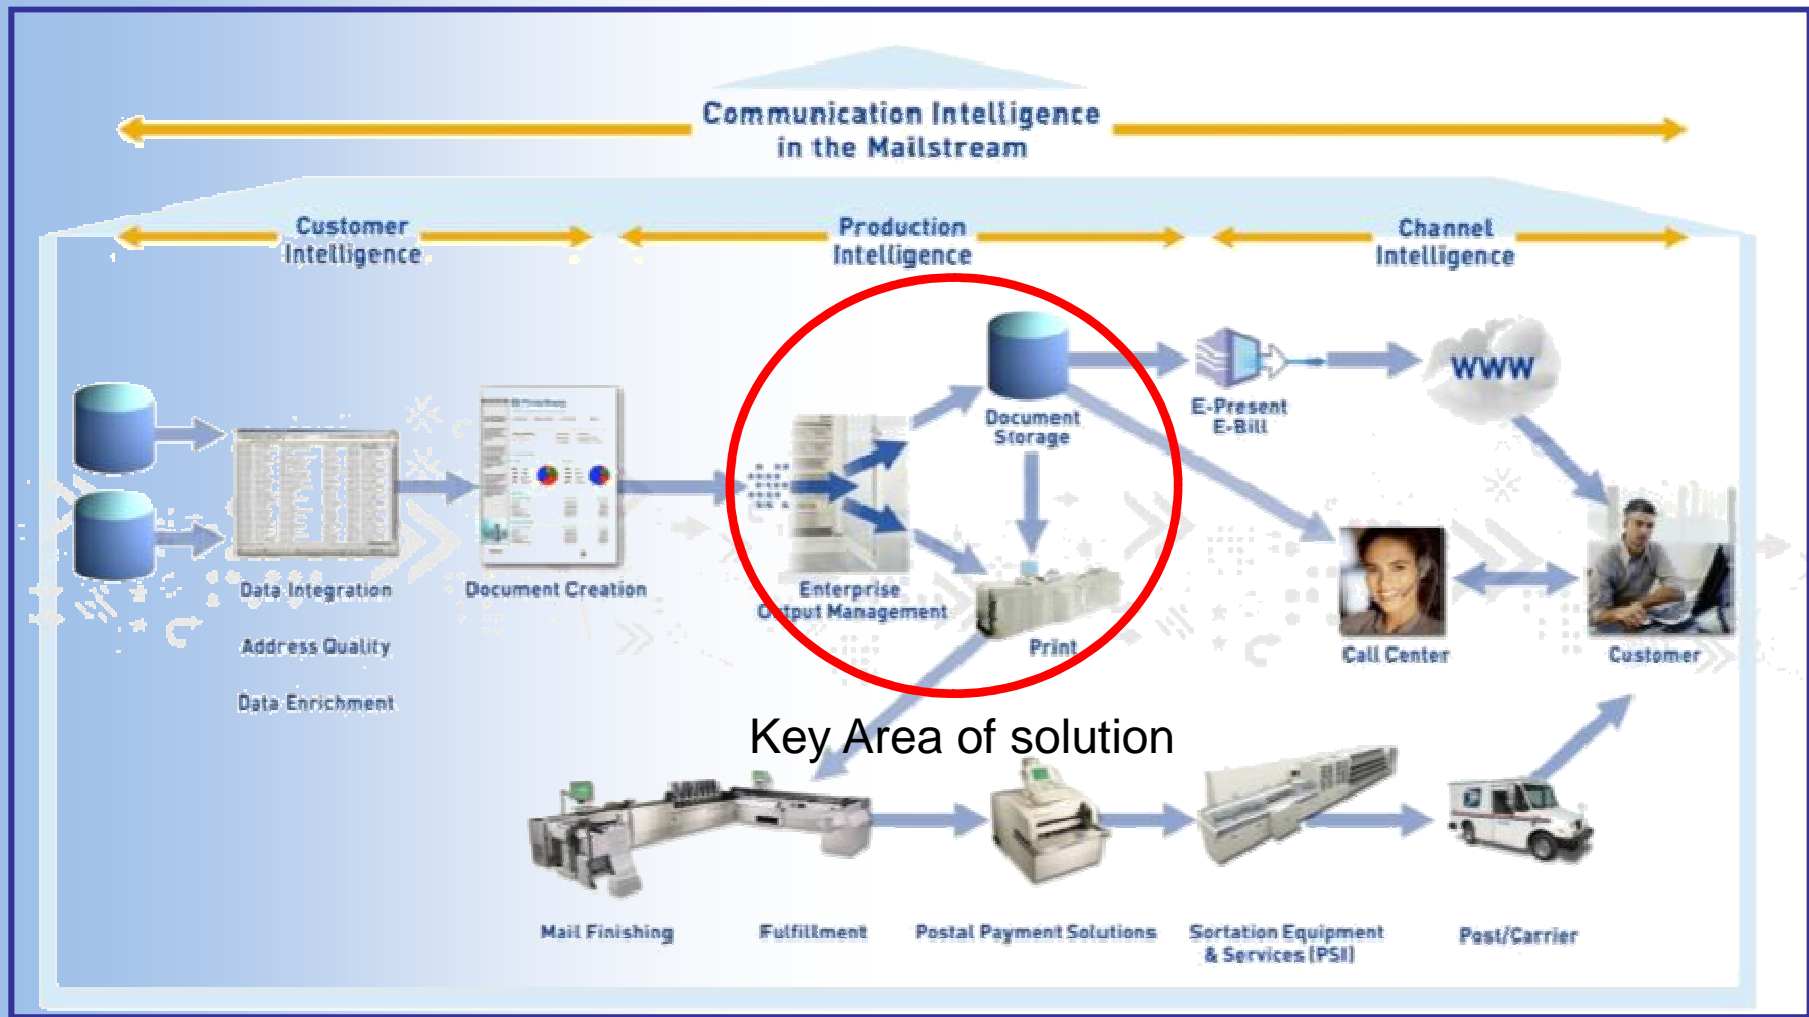 Communication Intelligence
in the Mailstream
Customer
Intelligence
Production
Intelligence
Channel
Intelligence
WWW
Document
Storage
E-Present
E-Bill
Data Integration
Document Creation
Enterprise
Output Management
Address Quality
Print
Call Center
Customer
Data Enrichment
Key Area of solution
Mail Finishing
Fulfillment
Postal Payment Solutions
Sortation Equipment
& Services (PSI)
Post/Carrier